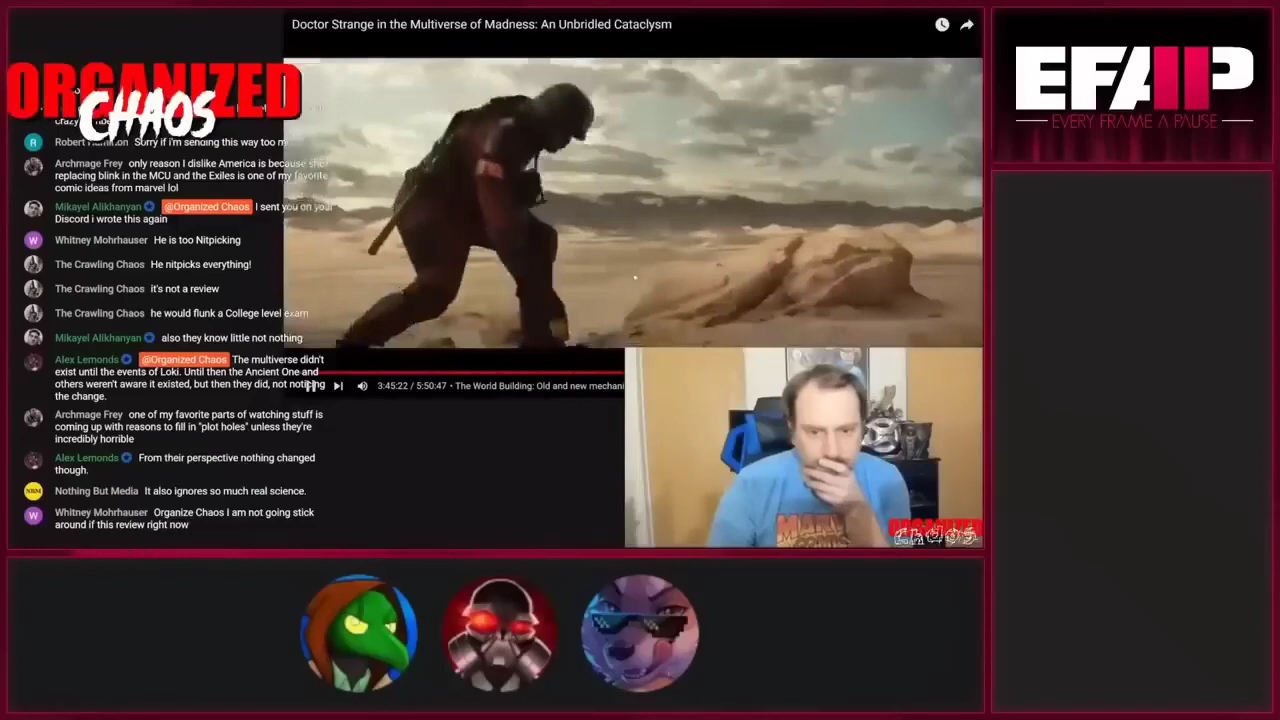 Doctor Strange in the Multiverse of Madness: An Unbridled Cataclysm
ORGANIZED
CHAOS
Robert Sorry if i'm sending this way too
Archmage Frey only reason I dislike America is because she
replacing blink in the MCU and the Exiles is one of my favorite
comic ideas from marvel lol
Mikayel Alikhanyan @Organized Chaos I sent you on your
Discord i wrote this again
Whitney Mohrhauser He is too Nitpicking
The Crawling Chaos He nitpicks everything!
The Crawling Chaos it's not a review
The Crawling Chaos he would flunk a College level exam
Mikayel Alikhanyan also they know little not nothing
Alex Lemonds @Organized Chaos The multiverse didn't
exist until the events of Loki. Until then the Ancient One and
others weren't aware it existed, but then they did, not noticing
the change.
Archmage Frey one of my favorite parts of watching stuff is
coming up with reasons to fill in "plot holes" unless they're
incredibly horrible
Alex Lemonds From their perspective nothing changed
though.
Nothing But Media It also ignores so much real science.
Whitney Mohrhauser Organize Chaos I am not going stick
around if this review right now
3:45:22 / 5:50:47 • The World Building: Old and new mechani
ORGANIZED
CHAOS
EFAP
EVERY FRAME A PAUSE